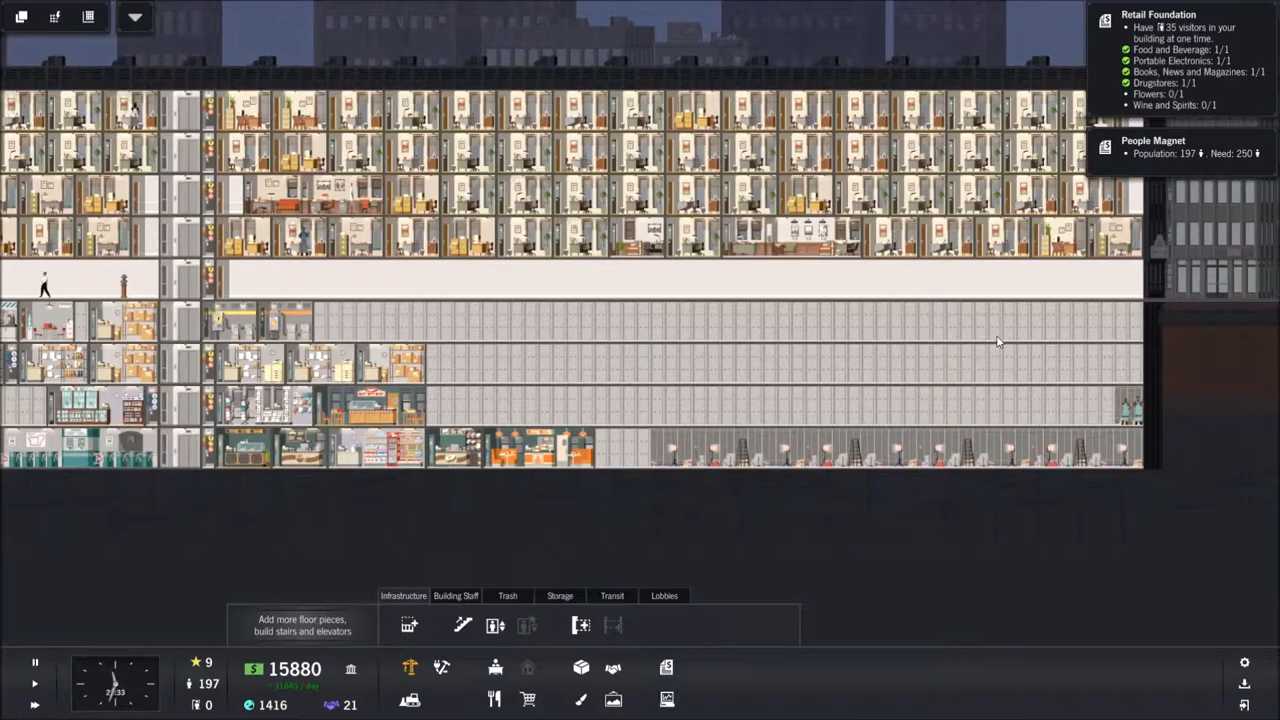 Retail Foundation
Have 35 visitors in your
building at one time.
Food and Beverage: 1/1
Portable Electronics: 1/1
Books, News and Magazines: 1/1
Drugstores: 1/1
Flowers: 0/1
Wine and Spirits: 0/1
People Magnet
Population: 197 . Need: 250
Infrastructure Building Staff Trash Storage Transit Lobbies
Add more floor pieces,
build stairs and elevators
9
15880
197
0
1416 21